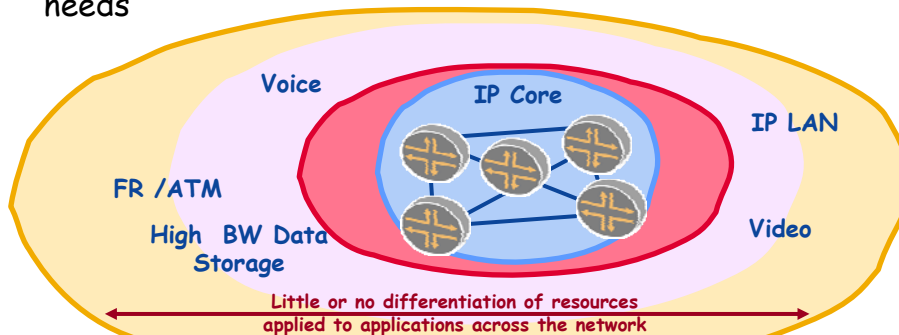 needs
Voice
IP Core
IP LAN
FR /ATM
High BW Data
Storage
Video
Little or no differentiation of resources
applied to applications across the network